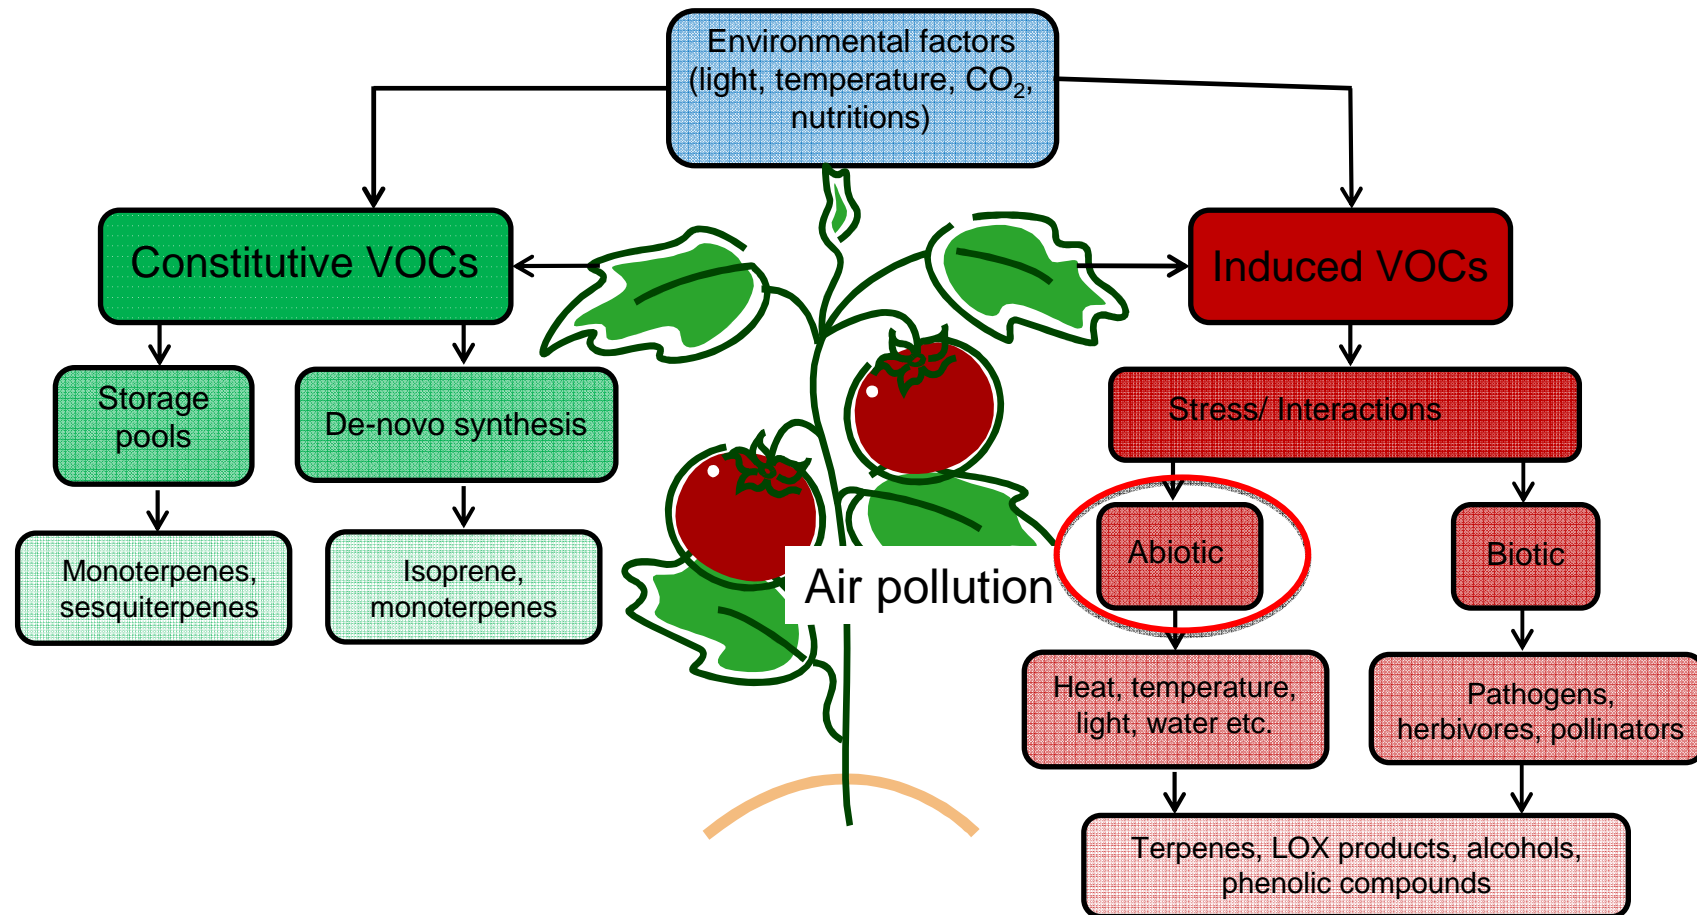 Environmental factors
(light, temperature, CO₂,
nutritions)
Constitutive VOCs
Induced VOCs
Storage
pools
De-novo synthesis
Stress/ Interactions
Monoterpenes,
sesquiterpenes
Isoprene,
monoterpenes
Air pollution
Abiotic
Biotic
Heat, temperature,
light, water etc.
Pathogens,
herbivores, pollinators
Terpenes, LOX products, alcohols,
phenolic compounds